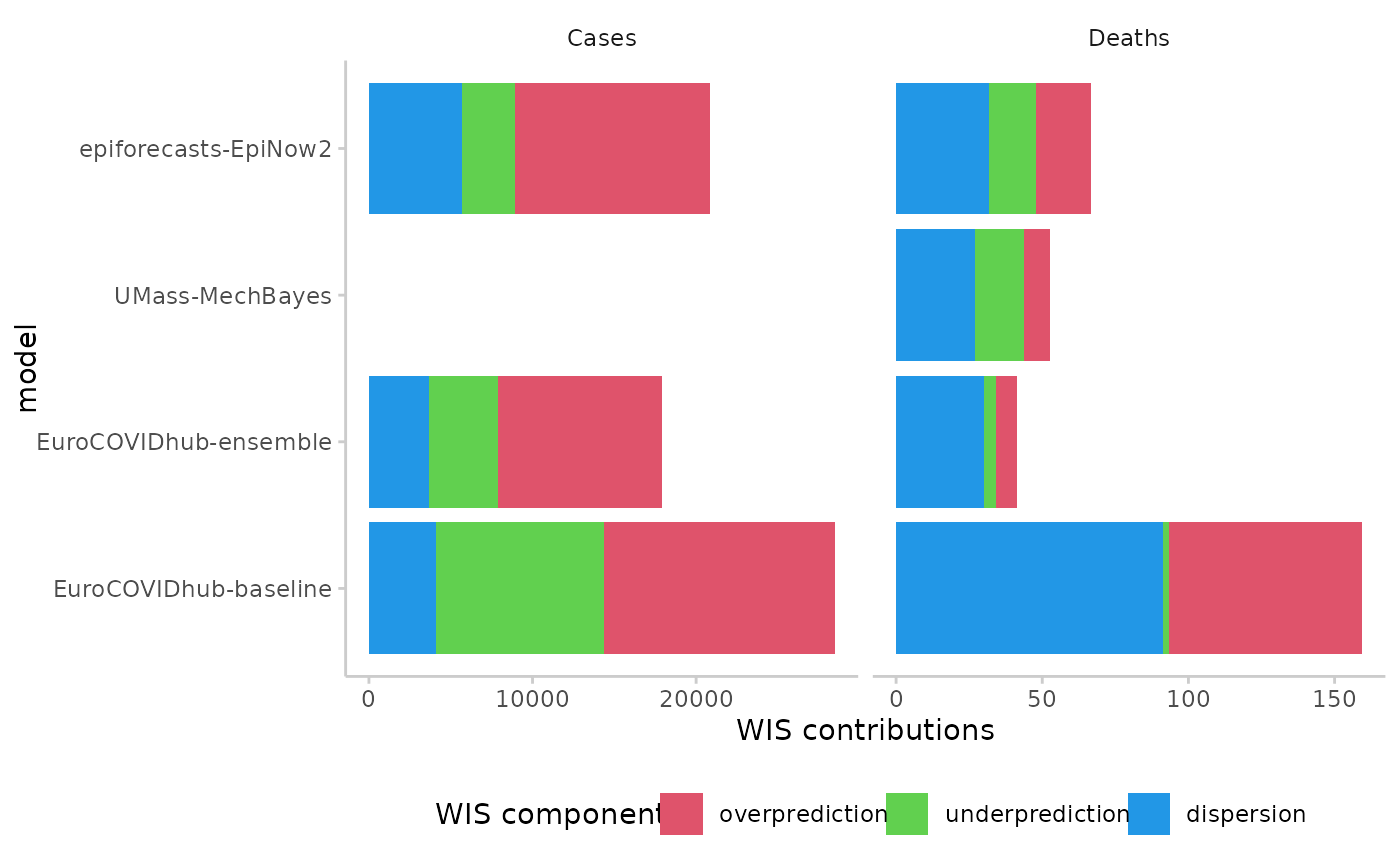 Cases
Deaths
epiforecasts-EpiNow2
UMass-MechBayes
EuroCOVIDhub-ensemble
EuroCOVIDhub-baseline
model
0 10000 20000
0 50 100 150
WIS contributions
WIS component overprediction underprediction dispersion